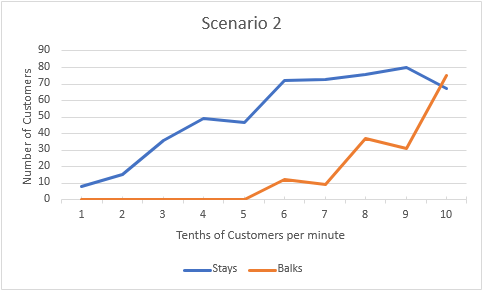 Scenario 2
90
80
70
60
50
40
30
20
10
0
Number of Customers
1 2 3 4 5 6 7 8 9 10
Tenths of Customers per minute
Stays Balks